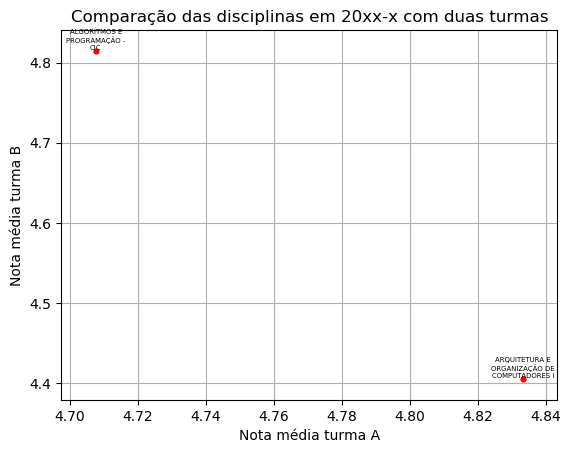 Comparação das disciplinas em 20xx-x com duas turmas
ALGORÍTMOS E
PROGRAMAÇÃO -
CIC
4.8
4.7
4.6
4.5
4.4
Nota média turma B
ARQUITETURA E
ORGANIZAÇÃO DE
COMPUTADORES I
4.70 4.72 4.74 4.76 4.78 4.80 4.82 4.84
Nota média turma A